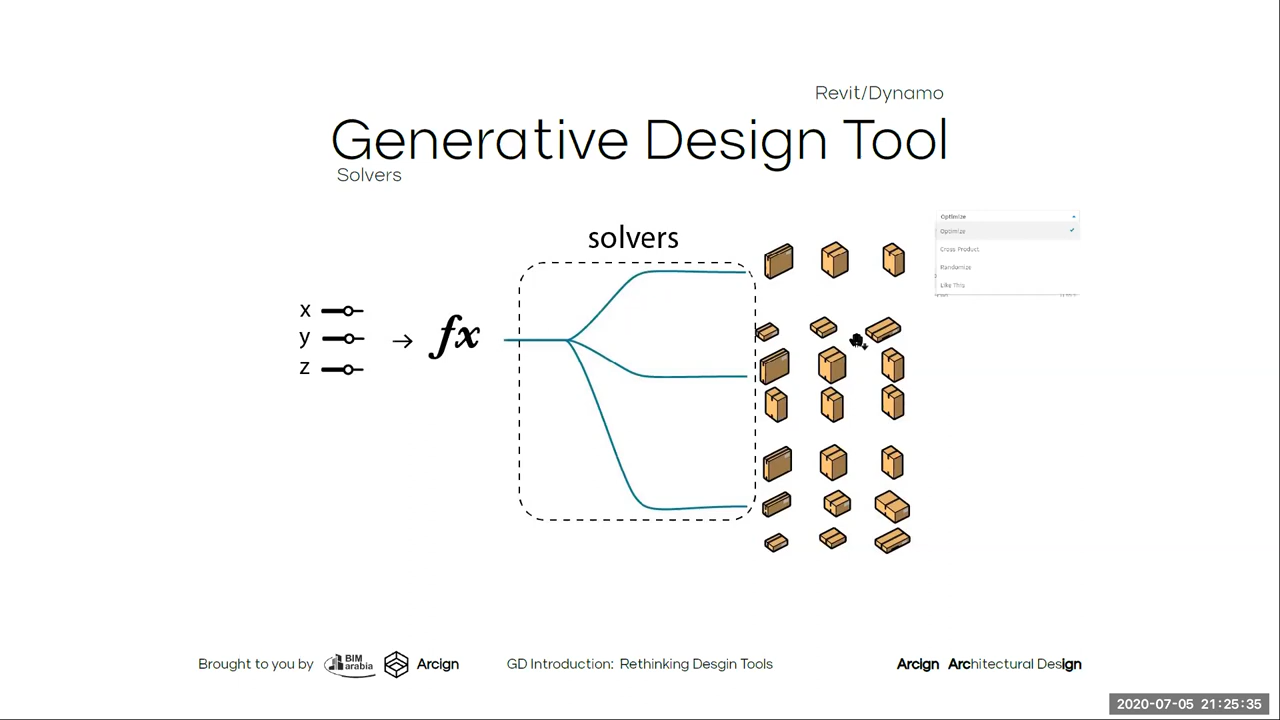 Revit/Dynamo
Generative Design Tool
Solvers
solvers
Optimize
Optimize
Cross Product
Randomize
Like This
x
y
z
fx
Brought to you by
BIM
arabia
Arcign
GD Introduction: Rethinking Desgin Tools
Arcign Architectural Design
2020-07-05 21:25:35